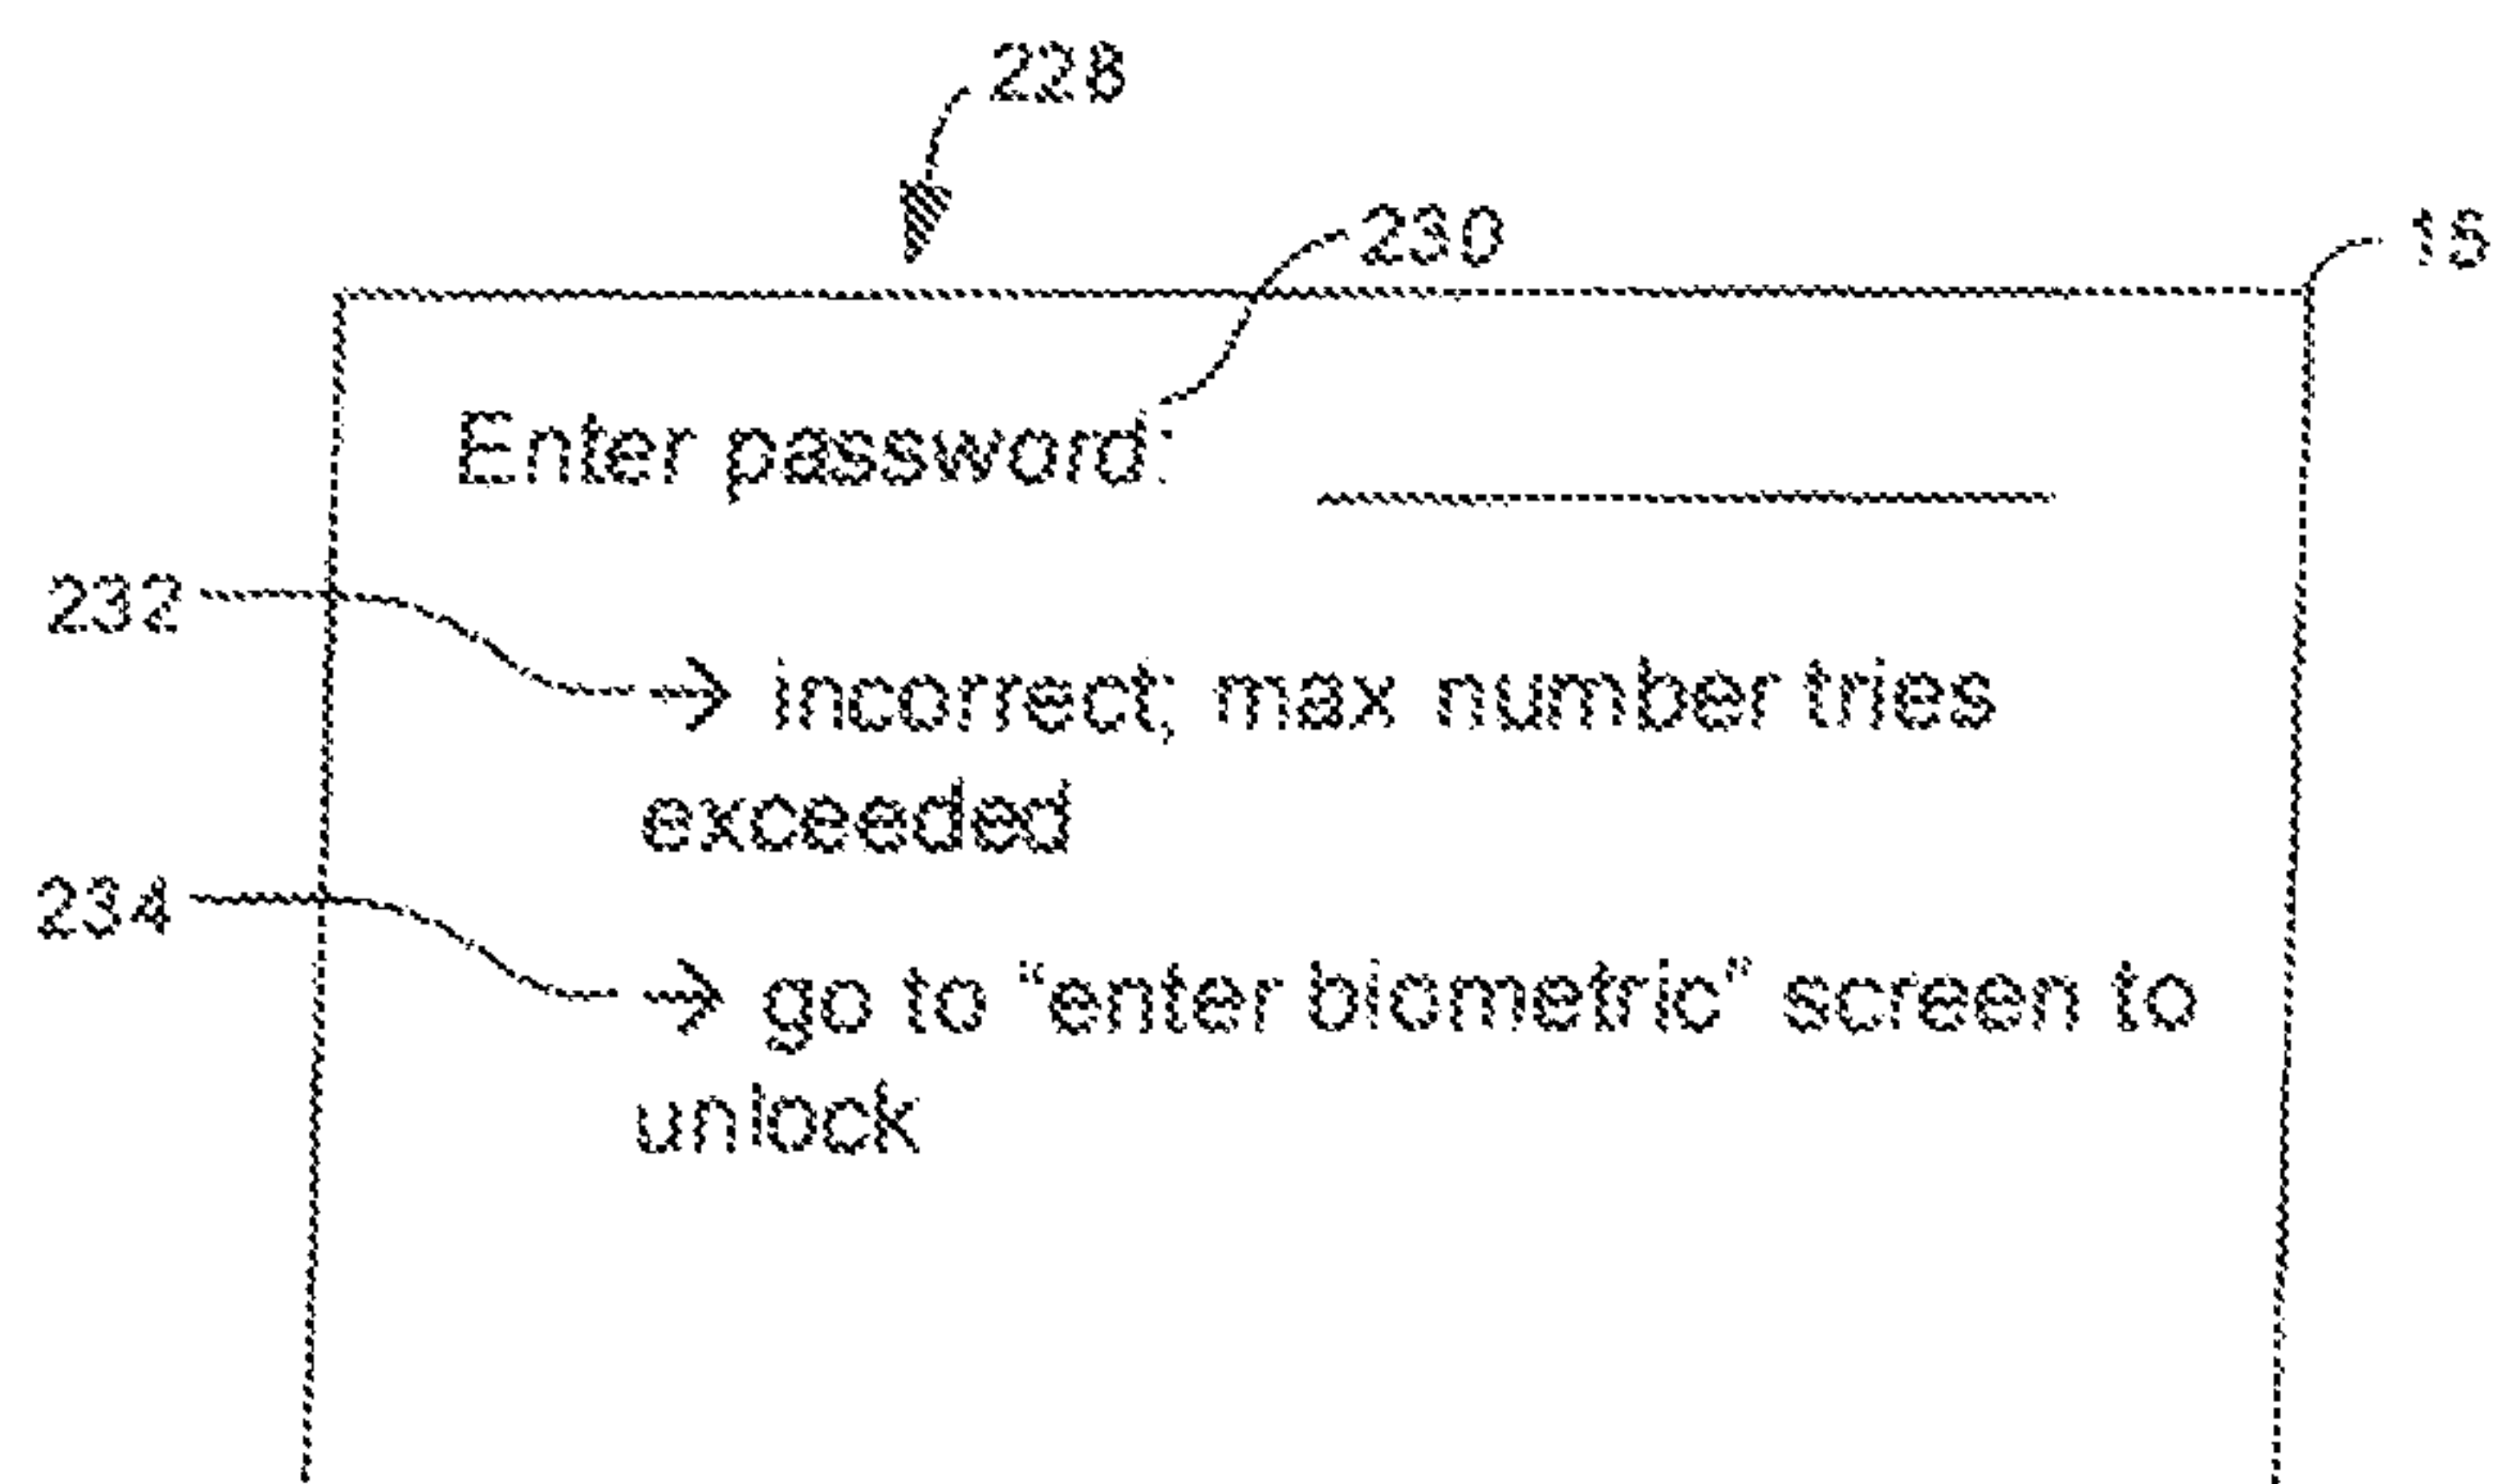 228
230
15
Enter password:
232
→ incorrect; max number tries
exceeded
234
→ go to “enter biometric” screen to
unlock